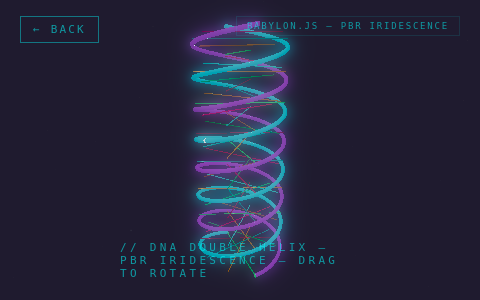 ← BACK
BABYLON.JS — PBR IRIDESCENCE
// DNA DOUBLE HELIX —
PBR IRIDESCENCE — DRAG
TO ROTATE